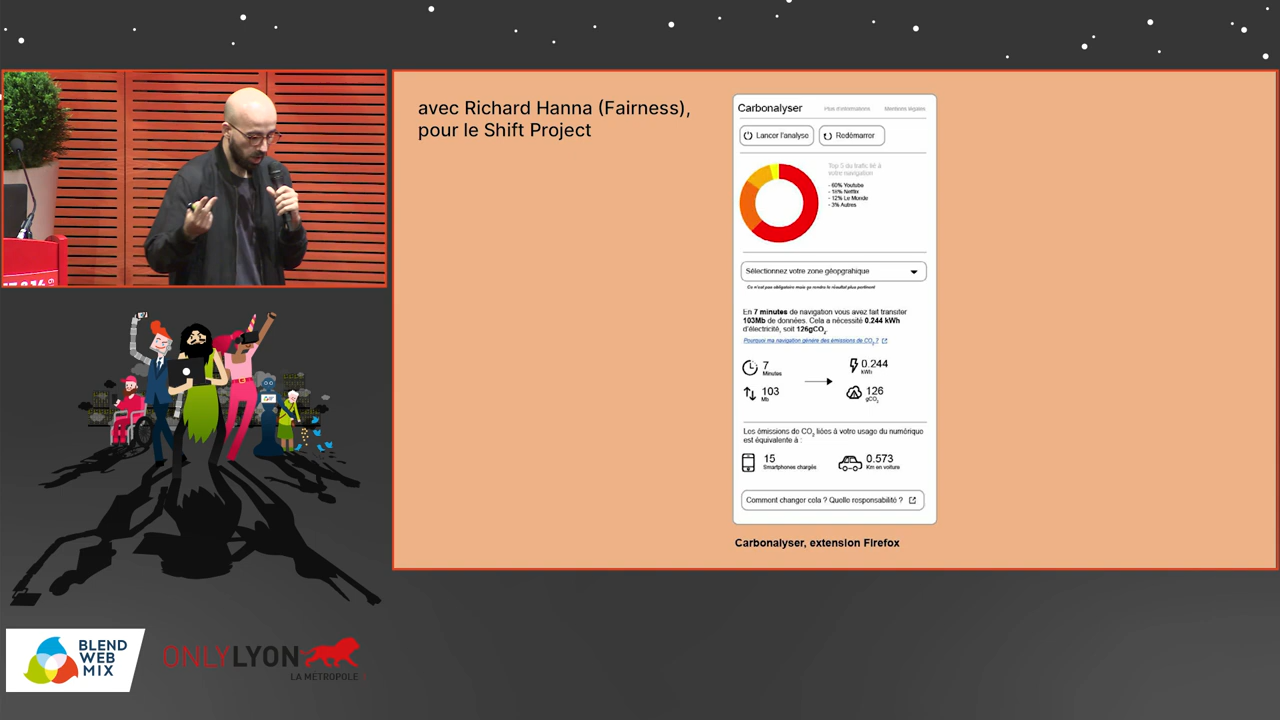 avec Richard Hanna (Fairness),
pour le Shift Project
Carbonalyser
Plus d'informations
Mentions légales
Lancer l'analyse
Redémarrer
Top 5 du trafic lié à
votre navigation
- 60% Youtube
- 18% Netflix
- 12% Le Monde
- 3% Autres
Sélectionnez votre zone géopgrahique
Ce n'est pas obligatoire mais ça rendra le résultat plus pertinent
En 7 minutes de navigation vous avez fait transiter
103Mb de données. Cela a nécessité 0.244 kWh
d'électricité, soit 126gCO2.
Pourquoi ma navigation génère des émissions de CO2 ?
7
Minutes
0.244
kWh
103
Mb
126
gCO2
Les émissions de CO2 liées à votre usage du numérique
est équivalente à :
15
Smartphones chargés
0.573
Km en voiture
Comment changer cela ? Quelle responsabilité ?
Carbonalyser, extension Firefox
BLEND
WEB
MIX
ONLYLYON
LA MÉTROPOLE